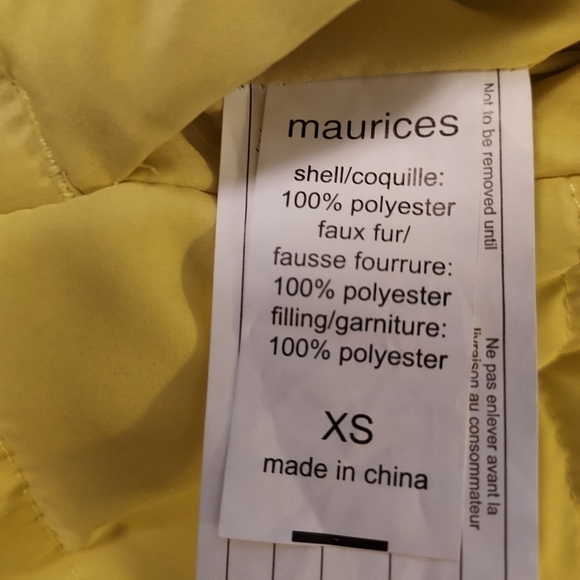 maurices
shell/coquille:
100% polyester
faux fur/
fausse fourrure:
100% polyester
filling/garniture:
100% polyester
XS
made in china
Not to be removed until
Ne pas enlever avant la
livraison au consommateur